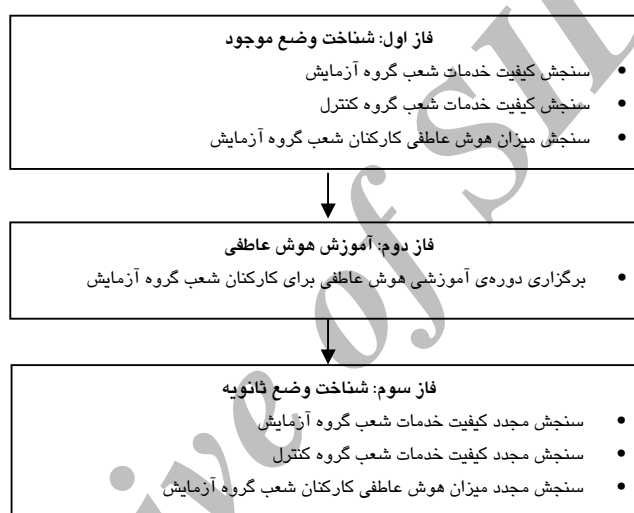 فاز اول: شناخت وضع موجود
• سنجش کیفیت خدمات شعب گروه آزمایش
• سنجش کیفیت خدمات شعب گروه کنترل
• سنجش میزان هوش عاطفی کارکنان شعب گروه آزمایش
فاز دوم: آموزش هوش عاطفی
• برگزاری دوره‌ی آموزشی هوش عاطفی برای کارکنان شعب گروه آزمایش
فاز سوم: شناخت وضع ثانویه
• سنجش مجدد کیفیت خدمات شعب گروه آزمایش
• سنجش مجدد کیفیت خدمات شعب گروه کنترل
• سنجش مجدد میزان هوش عاطفی کارکنان شعب گروه آزمایش
ive of SI